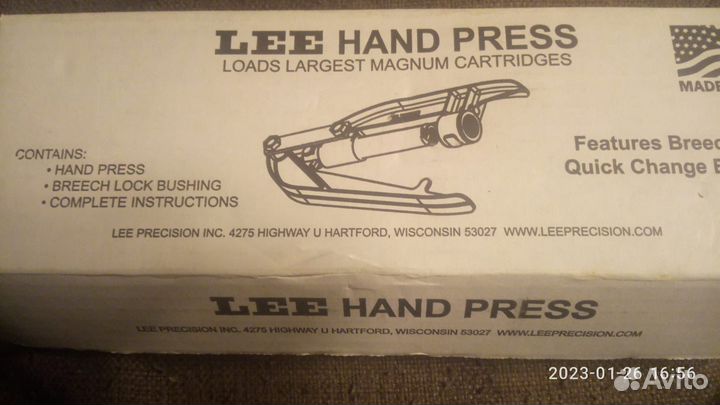 LEE HAND PRESS
LOADS LARGEST MAGNUM CARTRIDGES
MADE
CONTAINS:
• HAND PRESS
• BREECH LOCK BUSHING
• COMPLETE INSTRUCTIONS
Features Breec
Quick Change
LEE PRECISION INC. 4275 HIGHWAY U HARTFORD, WISCONSIN 53027 WWW.LEEPRECISION.COM
LEE HAND PRESS
LEE PRECISION INC. 4275 HIGHWAY U HARTFORD, WISCONSIN 53027 WWW.LEEPRECISION.COM
2023-01-26 16:56
Avito